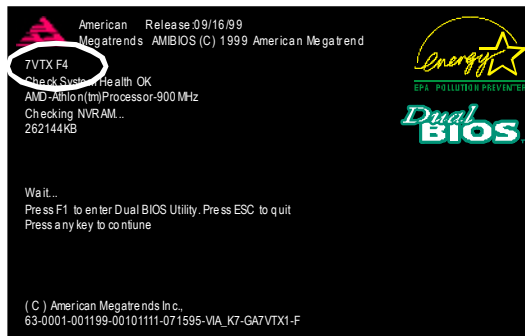 American Release:09/16/99
Megatrends AMIBIOS (C) 1999 American Megatrend
7VTX F4
Check System Health OK
AMD-Athlon(tm)Processor-900 MHz
Checking NVRAM...
262144KB
energy
EPA POLLUTION PREVENTER
Dual
BIOS
Wait...
Press F1 to enter Dual BIOS Utility. Press ESC to quit
Press any key to contiune
( C ) American Megatrends Inc.,
63-0001-001199-00101111-071595-VIA_K7-GA7VTX1-F